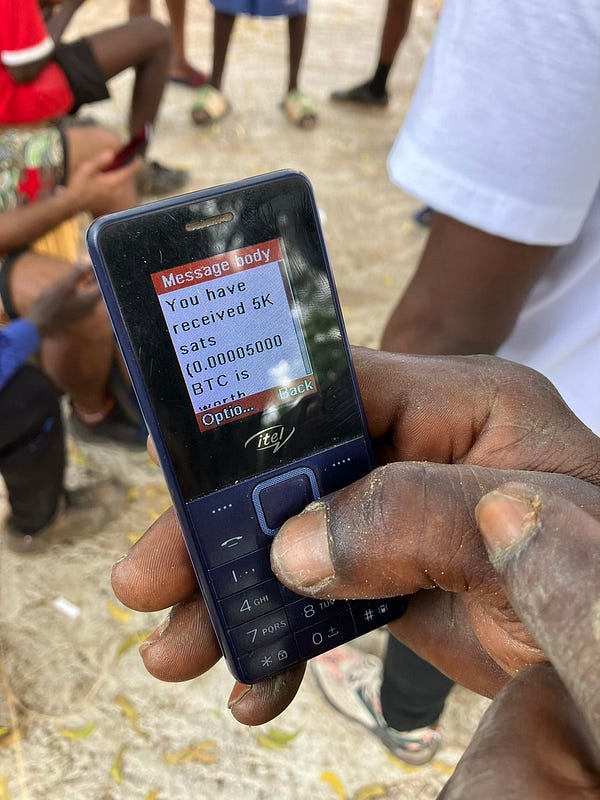 Message body
You have
received 5K
sats
(0.00005000
BTC is
worth
Optio... Back
itel
4 GHI
8 TUV
7 PQRS
0
* #